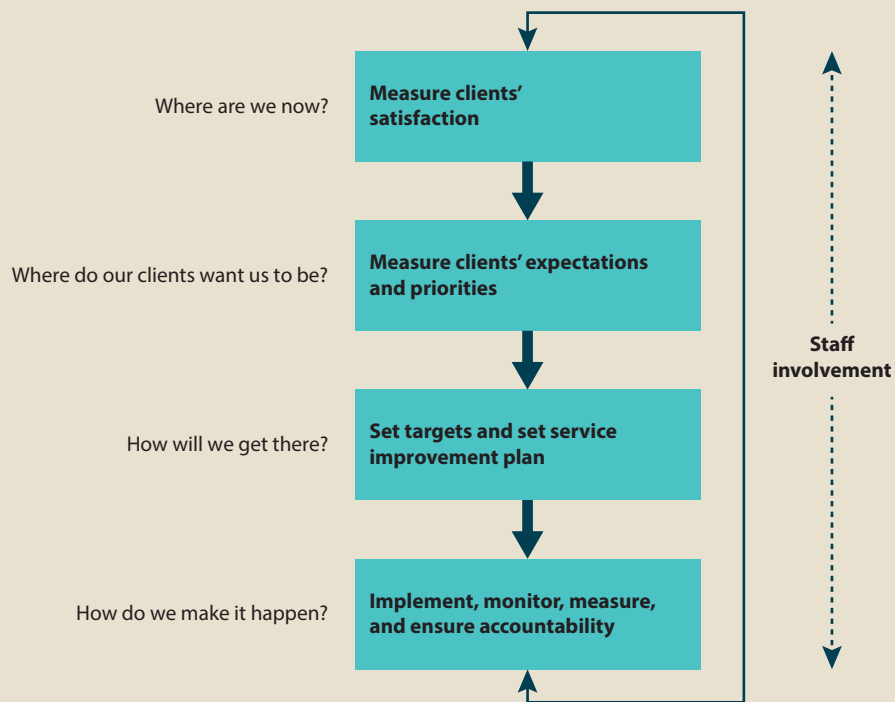 Where are we now?
Measure clients’
satisfaction
Where do our clients want us to be?
Measure clients’ expectations
and priorities
Staff
involvement
How will we get there?
Set targets and set service
improvement plan
How do we make it happen?
Implement, monitor, measure,
and ensure accountability